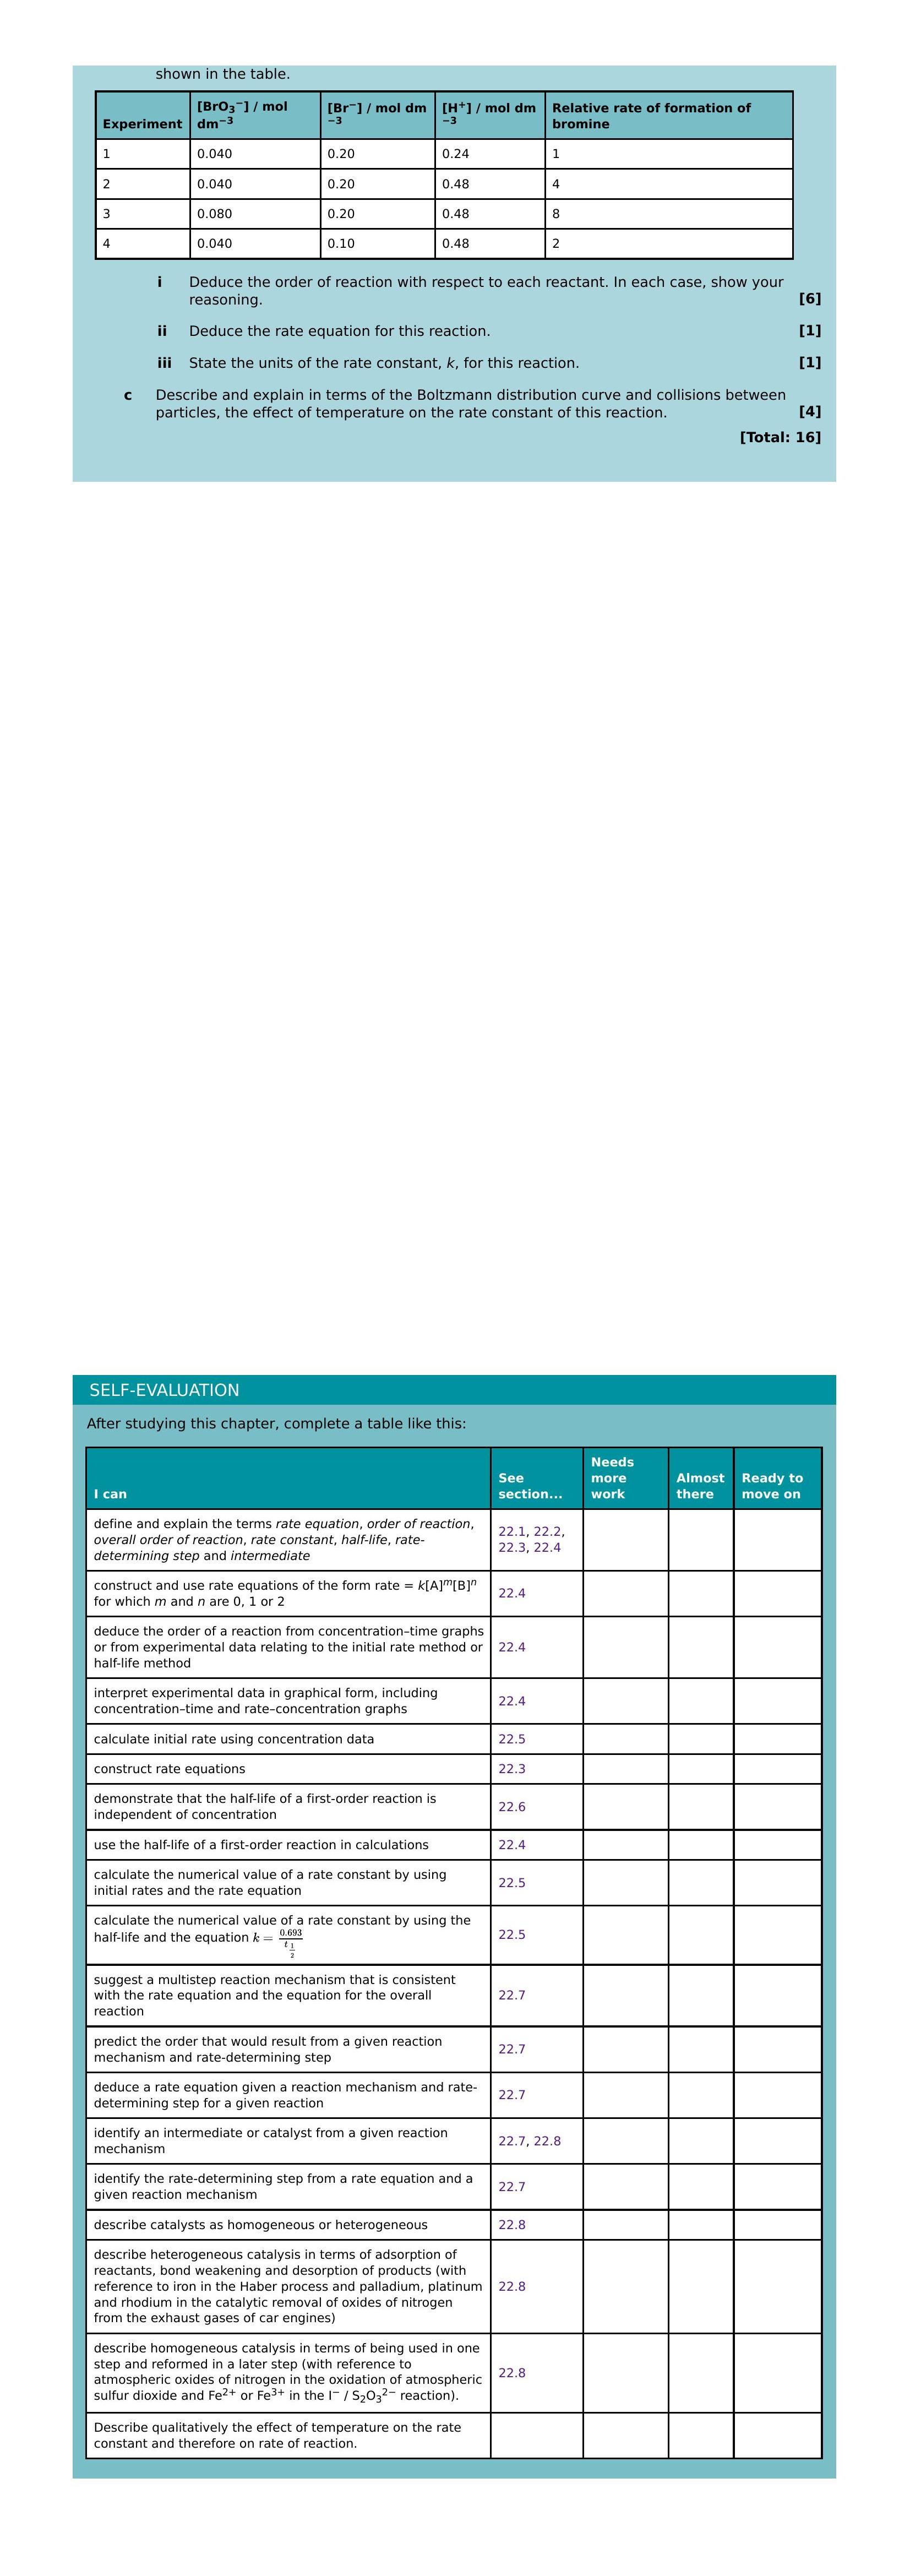 shown in the table.
Experiment
[BrO₃⁻] / mol
dm⁻³
[Br⁻] / mol dm
⁻³
[H⁺] / mol dm
⁻³
Relative rate of formation of
bromine
1 0.040 0.20 0.24 1
2 0.040 0.20 0.48 4
3 0.080 0.20 0.48 8
4 0.040 0.10 0.48 2
i Deduce the order of reaction with respect to each reactant. In each case, show your
reasoning. [6]
ii Deduce the rate equation for this reaction. [1]
iii State the units of the rate constant, k, for this reaction. [1]
c Describe and explain in terms of the Boltzmann distribution curve and collisions between
particles, the effect of temperature on the rate constant of this reaction. [4]
[Total: 16]
SELF-EVALUATION
After studying this chapter, complete a table like this:
I can
See
section...
Needs
more
work
Almost
there
Ready to
move on
define and explain the terms rate equation, order of reaction,
overall order of reaction, rate constant, half-life, rate-
determining step and intermediate
22.1, 22.2,
22.3, 22.4
construct and use rate equations of the form rate = k[A]ᵐ[B]ⁿ
for which m and n are 0, 1 or 2
22.4
deduce the order of a reaction from concentration–time graphs
or from experimental data relating to the initial rate method or
half-life method
22.4
interpret experimental data in graphical form, including
concentration–time and rate–concentration graphs
22.4
calculate initial rate using concentration data 22.5
construct rate equations 22.3
demonstrate that the half-life of a first-order reaction is
independent of concentration
22.6
use the half-life of a first-order reaction in calculations 22.4
calculate the numerical value of a rate constant by using
initial rates and the rate equation
22.5
calculate the numerical value of a rate constant by using the
half-life and the equation k = 0.693 / t 1/2
22.5
suggest a multistep reaction mechanism that is consistent
with the rate equation and the equation for the overall
reaction
22.7
predict the order that would result from a given reaction
mechanism and rate-determining step
22.7
deduce a rate equation given a reaction mechanism and rate-
determining step for a given reaction
22.7
identify an intermediate or catalyst from a given reaction
mechanism
22.7, 22.8
identify the rate-determining step from a rate equation and a
given reaction mechanism
22.7
describe catalysts as homogeneous or heterogeneous 22.8
describe heterogeneous catalysis in terms of adsorption of
reactants, bond weakening and desorption of products (with
reference to iron in the Haber process and palladium, platinum
and rhodium in the catalytic removal of oxides of nitrogen
from the exhaust gases of car engines)
22.8
describe homogeneous catalysis in terms of being used in one
step and reformed in a later step (with reference to
atmospheric oxides of nitrogen in the oxidation of atmospheric
sulfur dioxide and Fe²⁺ or Fe³⁺ in the I⁻ / S₂O₃²⁻ reaction).
22.8
Describe qualitatively the effect of temperature on the rate
constant and therefore on rate of reaction.